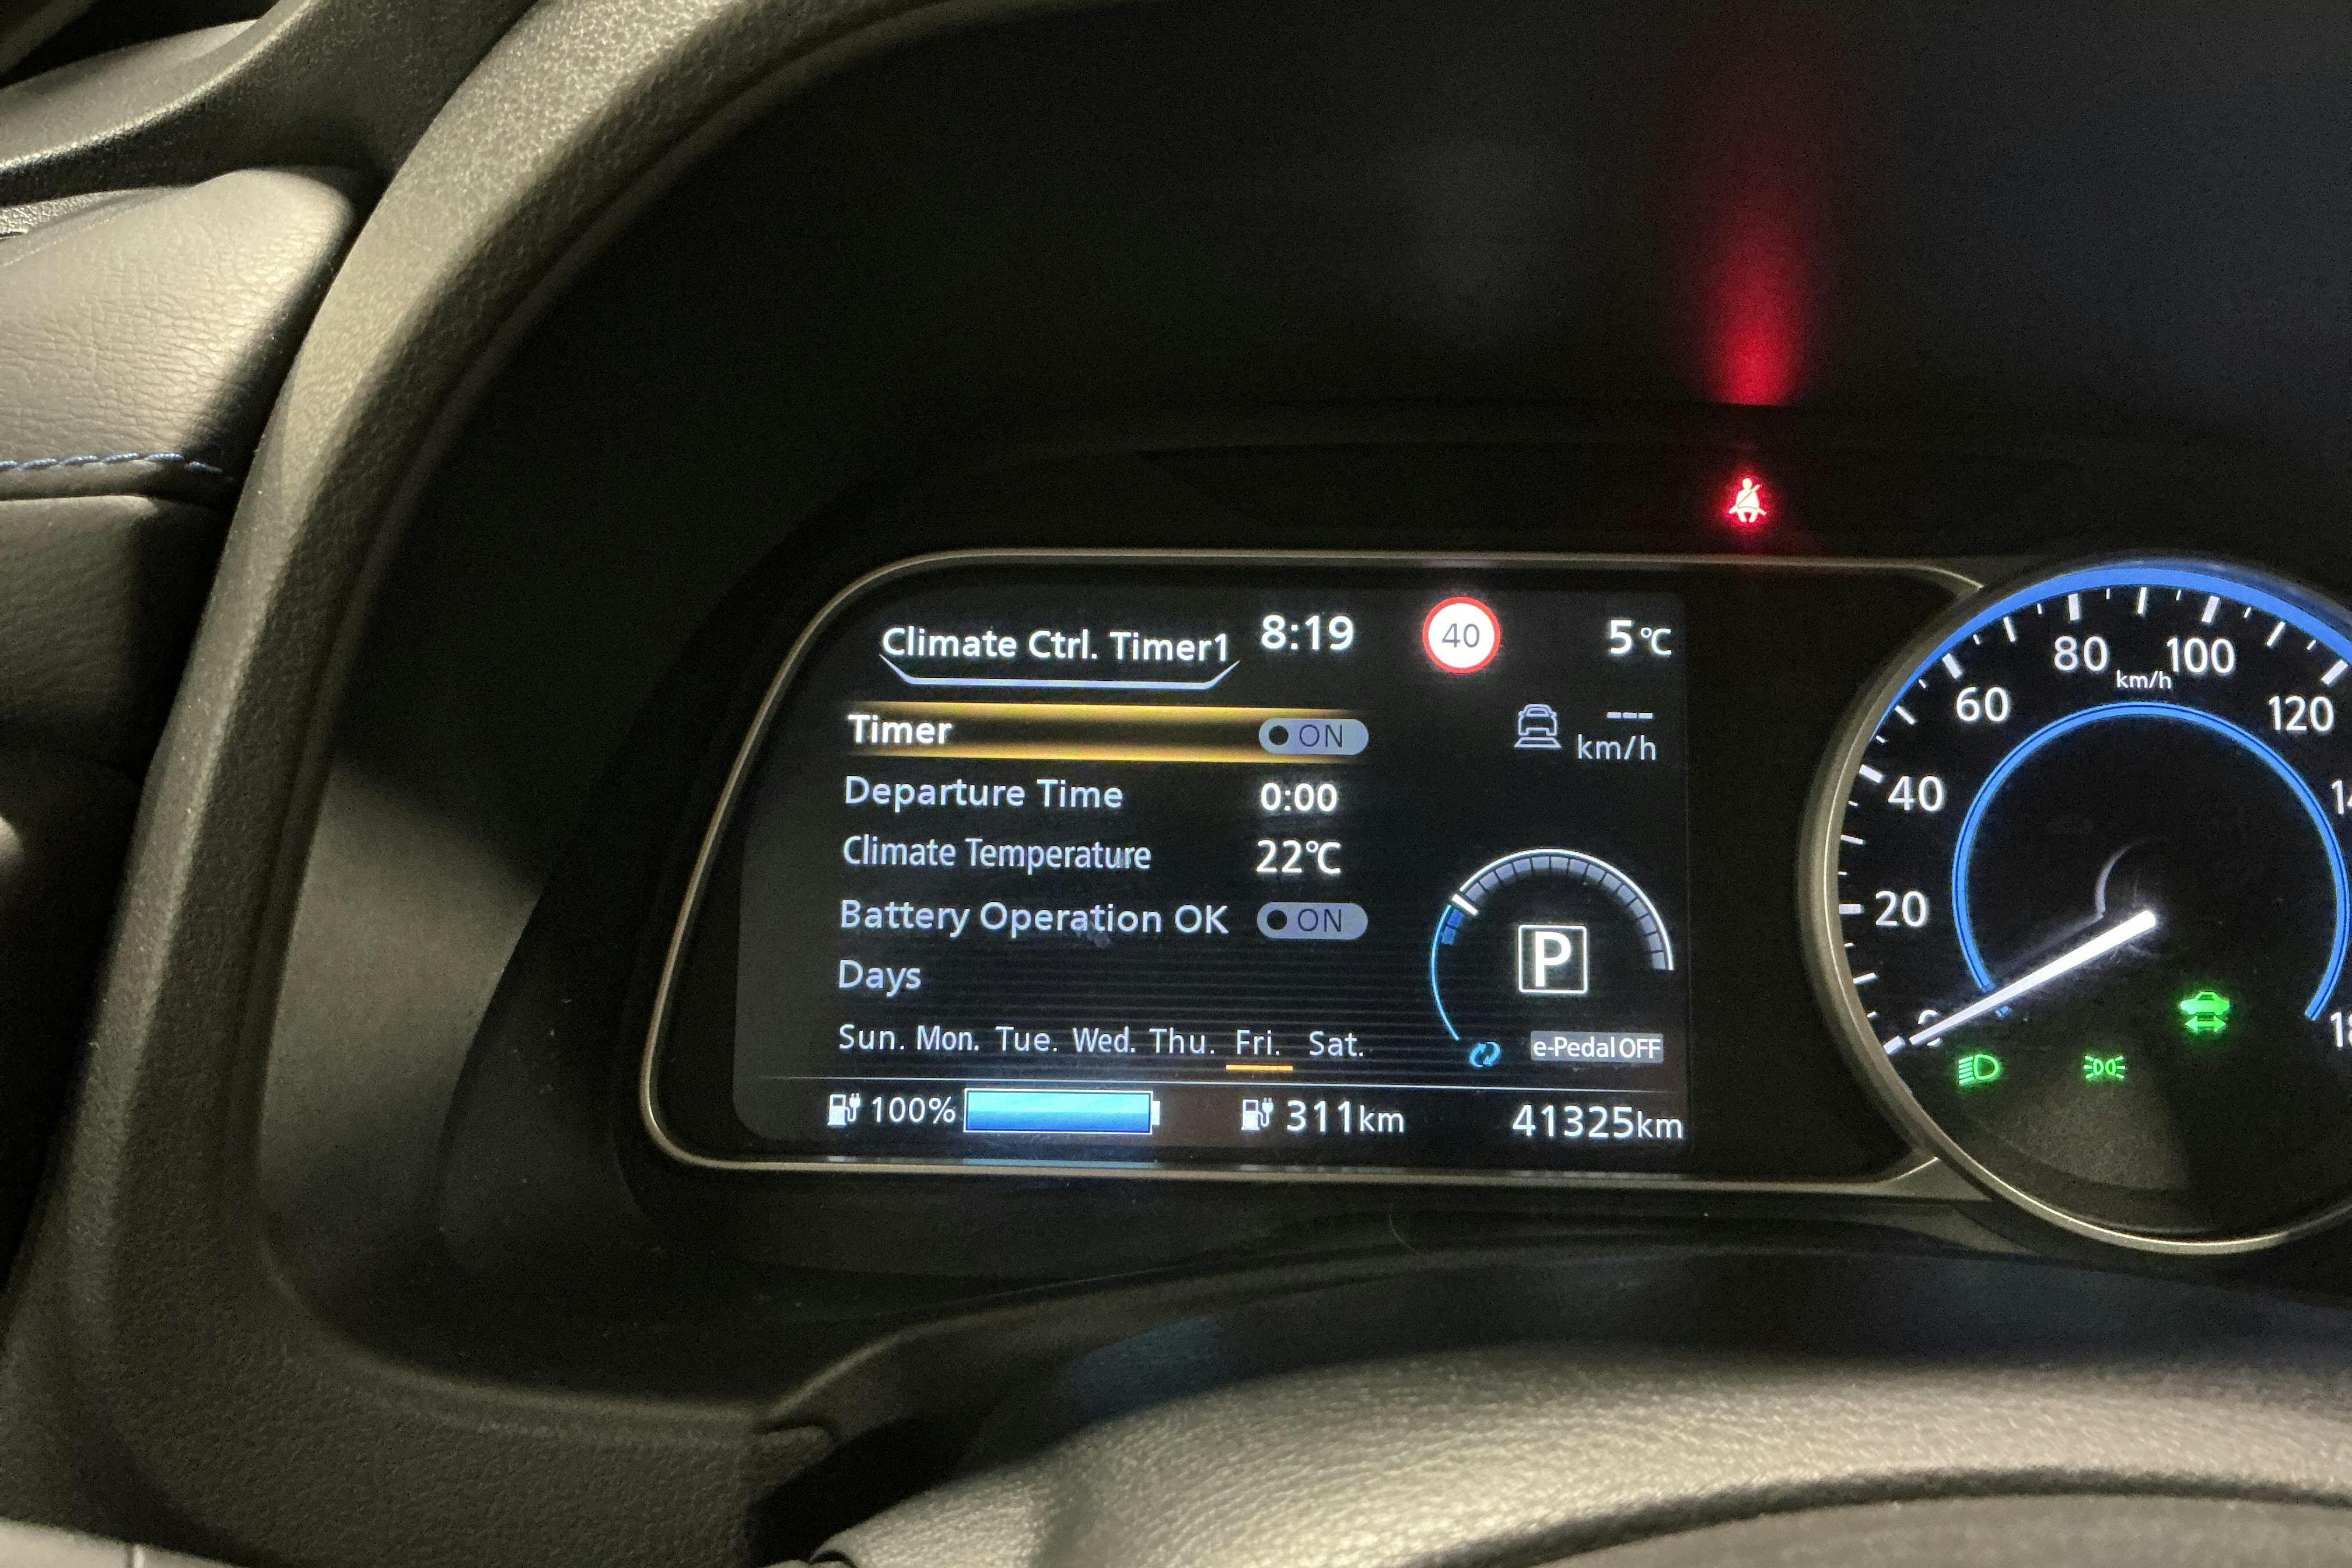 Climate Ctrl. Timer1 8:19 40 5℃
Timer ON
--- km/h
Departure Time 0:00
Climate Temperature 22℃
Battery Operation OK ON
Days
Sun. Mon. Tue. Wed. Thu. Fri. Sat.
P
e-Pedal OFF
100% 311km 41325km
0 20 40 60 80 100 120
km/h